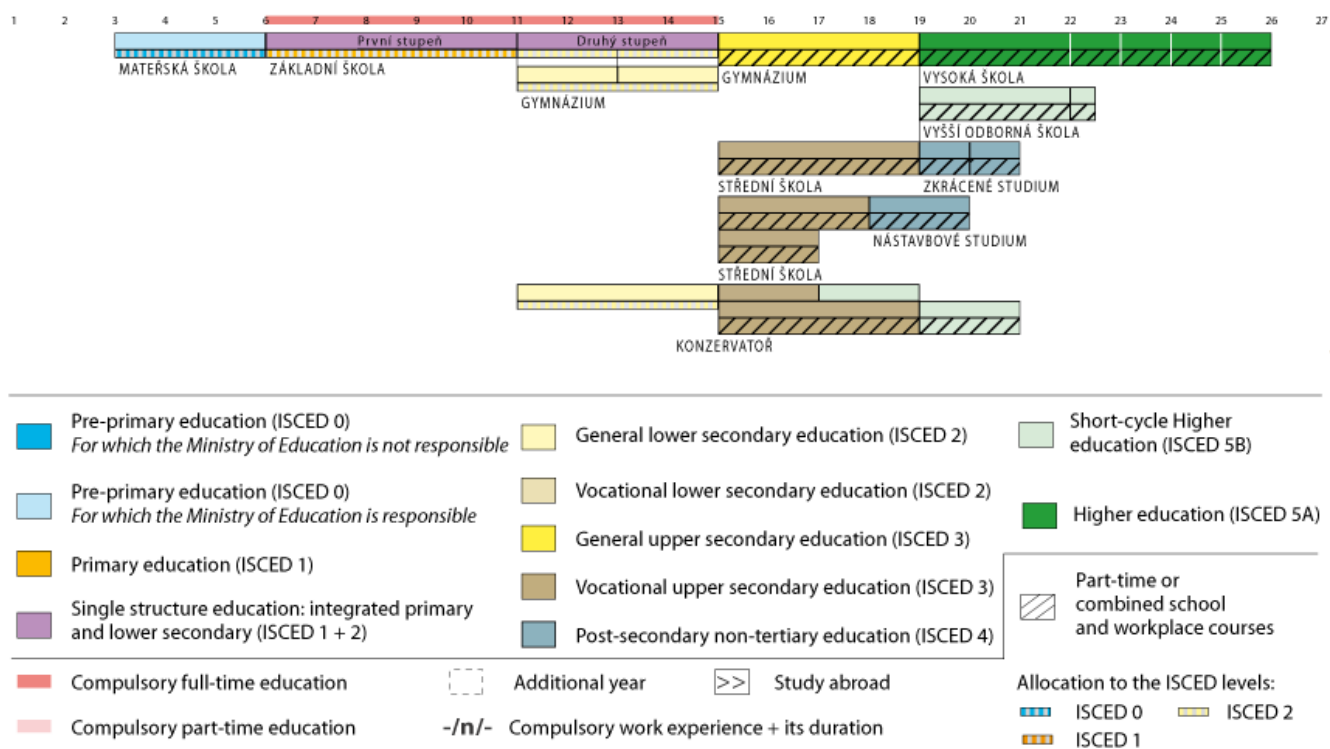 1 2 3 4 5 6 7 8 9 10 11 12 13 14 15 16 17 18 19 20 21 22 23 24 25 26 27
První stupeň
Druhý stupeň
MATEŘSKÁ ŠKOLA
ZÁKLADNÍ ŠKOLA
GYMNÁZIUM
VYSOKÁ ŠKOLA
GYMNÁZIUM
VYŠŠÍ ODBORNÁ ŠKOLA
STŘEDNÍ ŠKOLA
ZKRÁCENÉ STUDIUM
NÁSTAVBOVÉ STUDIUM
STŘEDNÍ ŠKOLA
KONZERVATOŘ
Pre-primary education (ISCED 0)
For which the Ministry of Education is not responsible
Pre-primary education (ISCED 0)
For which the Ministry of Education is responsible
Primary education (ISCED 1)
Single structure education: integrated primary
and lower secondary (ISCED 1 + 2)
General lower secondary education (ISCED 2)
Vocational lower secondary education (ISCED 2)
General upper secondary education (ISCED 3)
Vocational upper secondary education (ISCED 3)
Post-secondary non-tertiary education (ISCED 4)
Short-cycle Higher
education (ISCED 5B)
Higher education (ISCED 5A)
Part-time or
combined school
and workplace courses
Compulsory full-time education
Compulsory part-time education
Additional year
>> Study abroad
-/n/- Compulsory work experience + its duration
Allocation to the ISCED levels:
ISCED 0
ISCED 2
ISCED 1